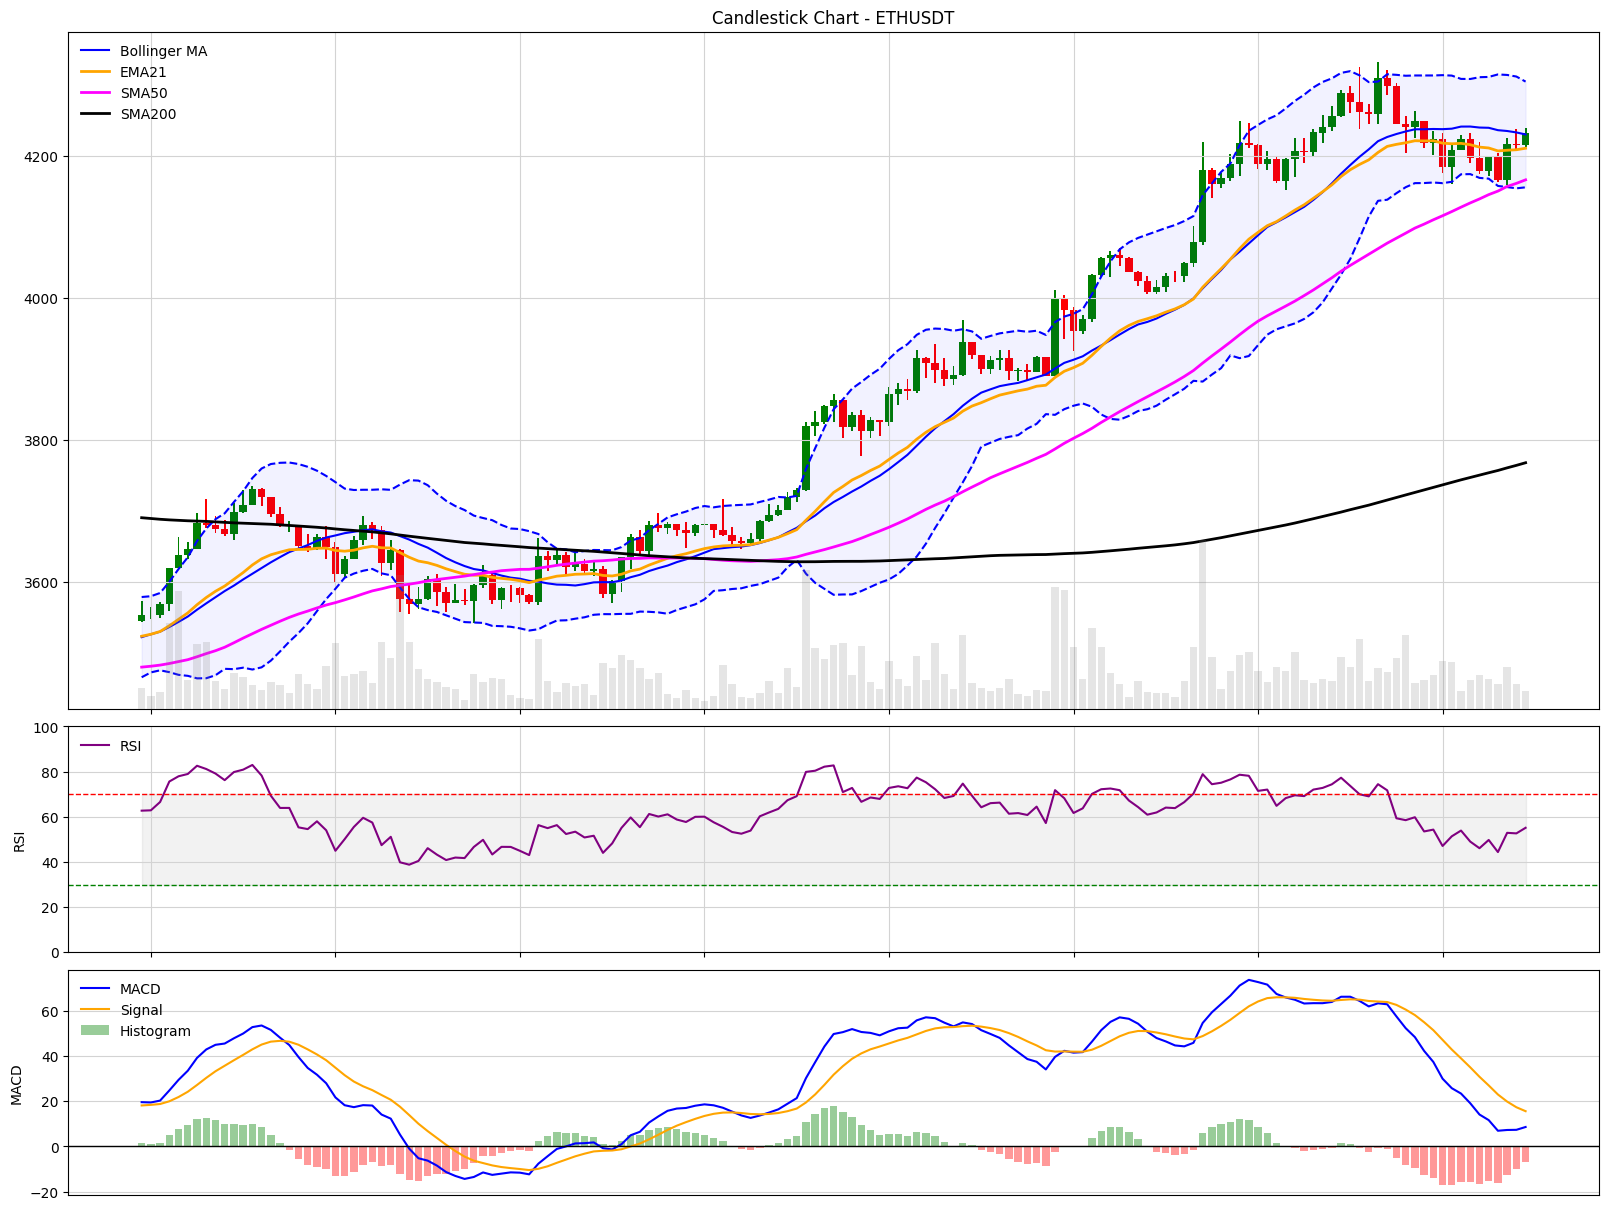 Candlestick Chart - ETHUSDT
Bollinger MA
EMA21
SMA50
SMA200
4200
4000
3800
3600
100
RSI
80
60
RSI
40
20
0
MACD
60
Signal
Histogram
40
MACD
20
0
−20